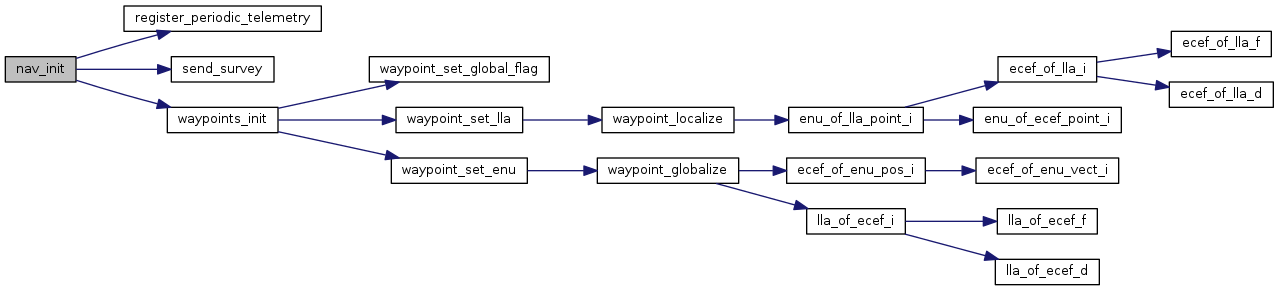 register_periodic_telemetry
nav_init
send_survey
waypoints_init
waypoint_set_global_flag
waypoint_set_lla
waypoint_set_enu
waypoint_localize
waypoint_globalize
enu_of_lla_point_i
ecef_of_enu_pos_i
lla_of_ecef_i
ecef_of_lla_i
enu_of_ecef_point_i
ecef_of_enu_vect_i
lla_of_ecef_f
lla_of_ecef_d
ecef_of_lla_f
ecef_of_lla_d